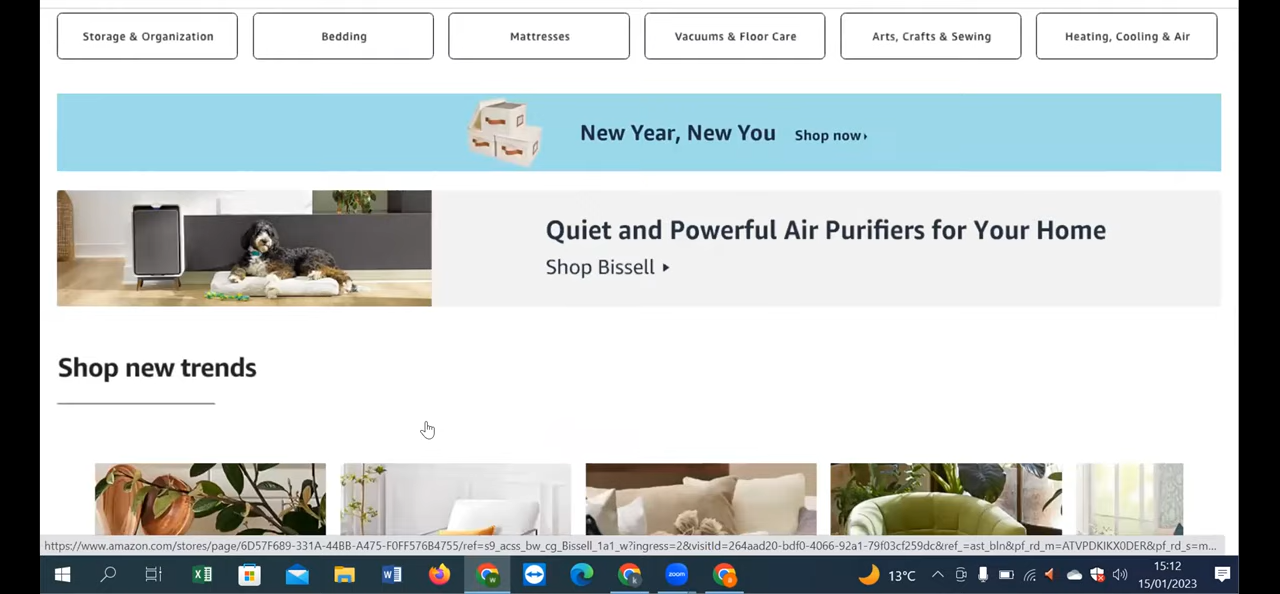 Storage & Organization
Bedding
Mattresses
Vacuums & Floor Care
Arts, Crafts & Sewing
Heating, Cooling & Air
New Year, New You Shop now
Quiet and Powerful Air Purifiers for Your Home
Shop Bissell
Shop new trends
https://www.amazon.com/stores/page/6D57F689-331A-44BB-A475-F0FF576B4755/ref=s9_acss_bw_cg_Bissell_1a1_w?ingress=2&visitId=264aad20-bdf0-4066-92a1-79f03cf259dc&ref_=ast_bln&pf_rd_m=ATVPDKIKX0DER&pf_rd_s=m...
13°C
15:12
15/01/2023
zoom